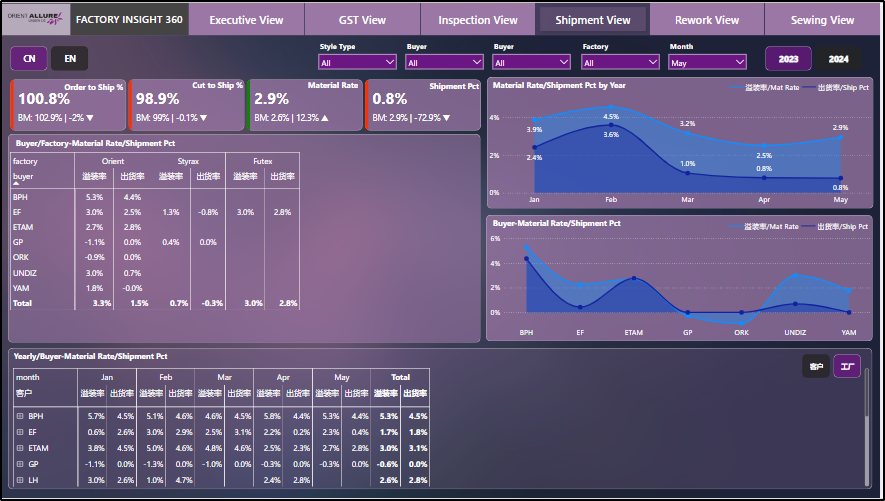 ORIENT ALLURE
FACTORY INSIGHT 360
Executive View
GST View
Inspection View
Shipment View
Rework View
Sewing View
CN
EN
Style Type
All
Buyer
All
Buyer
All
Factory
All
Month
May
2023
2024
Order to Ship %
100.8%
BM: 102.9% | -2% ▼
Cut to Ship %
98.9%
BM: 99% | -0.1% ▼
Material Rate
2.9%
BM: 2.6% | 12.3% ▲
Shipment Pct
0.8%
BM: 2.9% | -72.9% ▼
Material Rate/Shipment Pct by Year
溢装率/Mat Rate
出货率/Ship Pct
4%
2%
0%
3.9%
4.5%
3.2%
2.5%
2.9%
2.4%
3.6%
1.0%
0.8%
0.8%
Jan Feb Mar Apr May
Buyer/Factory-Material Rate/Shipment Pct
factory Orient Styrax Futex
buyer 溢装率 出货率 溢装率 出货率 溢装率 出货率
BPH 5.3% 4.4%
EF 3.0% 2.5% 1.3% -0.8% 3.0% 2.8%
ETAM 2.7% 2.8%
GP -1.1% 0.0% 0.4% 0.0%
ORK -0.9% 0.0%
UNDIZ 3.0% 0.7%
YAM 1.8% -0.0%
Total 3.3% 1.5% 0.7% -0.3% 3.0% 2.8%
Buyer-Material Rate/Shipment Pct
溢装率/Mat Rate
出货率/Ship Pct
6%
4%
2%
0%
BPH EF ETAM GP ORK UNDIZ YAM
Yearly/Buyer-Material Rate/Shipment Pct
客户
工厂
month Jan Feb Mar Apr May Total
客户 溢装率 出货率 溢装率 出货率 溢装率 出货率 溢装率 出货率 溢装率 出货率 溢装率 出货率
BPH 5.7% 4.5% 5.1% 4.6% 4.6% 4.5% 5.8% 4.4% 5.3% 4.4% 5.3% 4.5%
EF 0.6% 2.6% 3.0% 2.9% 2.5% 3.1% 2.2% 0.2% 2.3% 0.4% 1.7% 1.8%
ETAM 3.8% 4.5% 5.0% 4.6% 4.8% 4.6% 2.5% 2.3% 2.7% 2.8% 3.0% 3.1%
GP -1.1% 0.0% -1.3% 0.0% -1.0% 0.0% -0.3% 0.0% -0.3% 0.0% -0.6% 0.0%
LH 3.0% 2.6% 1.0% 4.7% 2.4% 2.8% 2.6% 2.8%